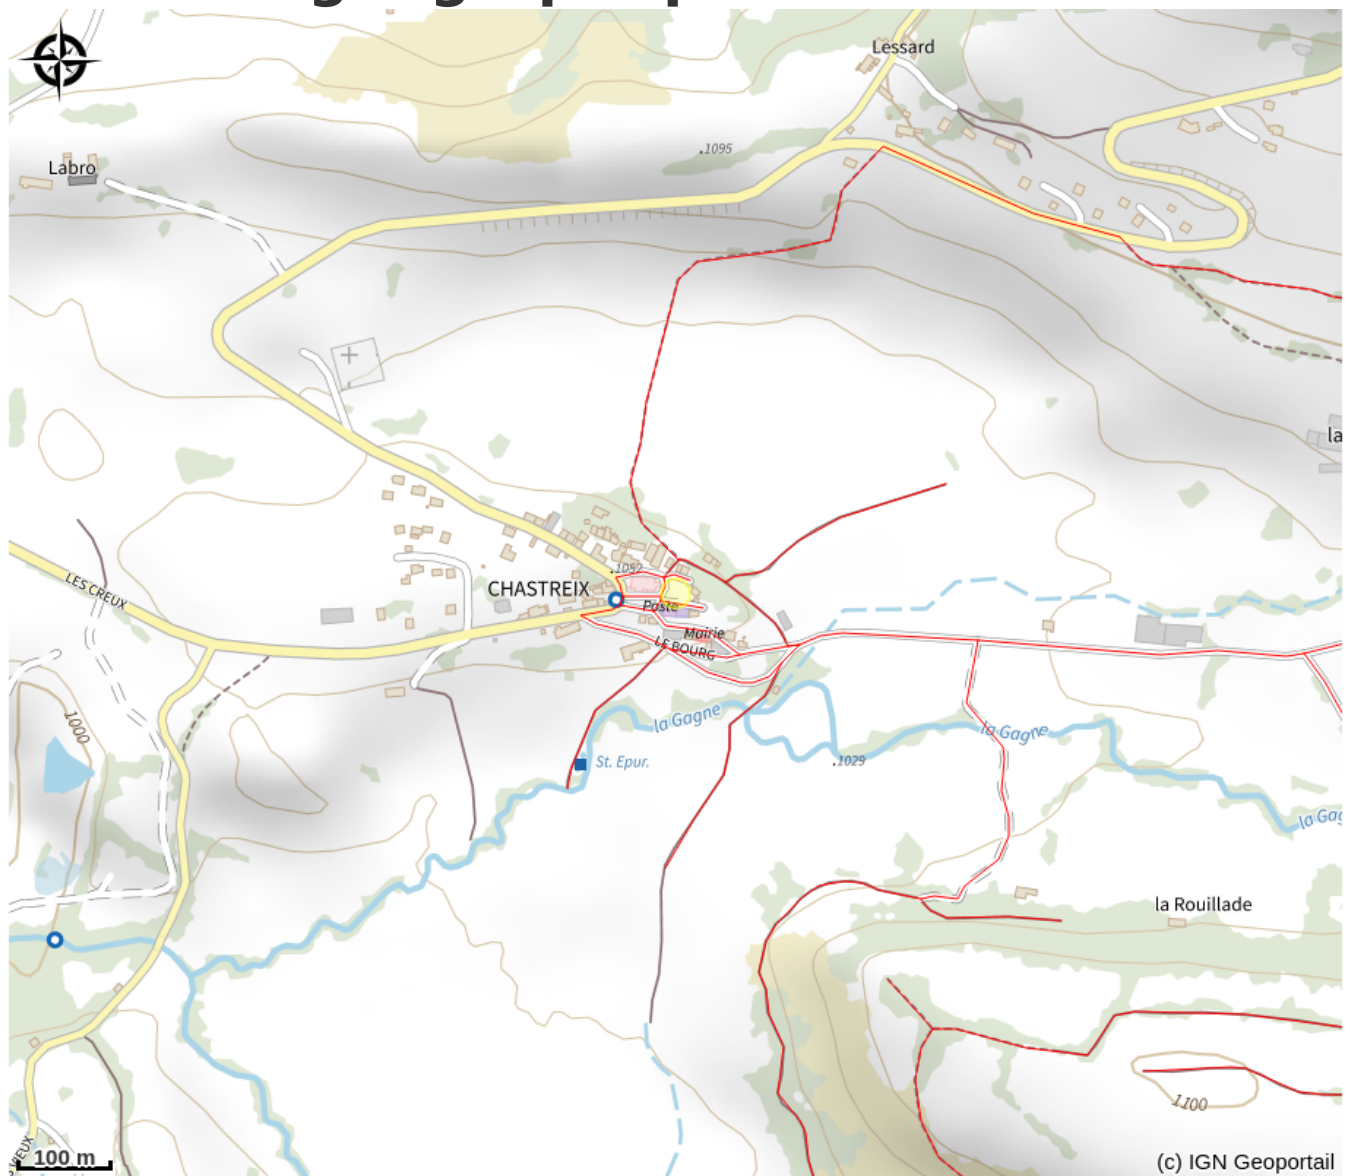 Lessard
.1095
Labro
la
LES CREUX
CHASTREIX
.1052
Poste
Mairie
LE BOURG
1000
la Gagne
la Gagne
St. Epur.
.1029
la Gag
la Rouillade
1100
VIEUX
100 m
(c) IGN Geoportail